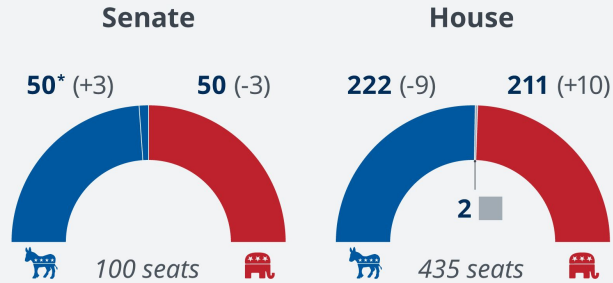 Senate
50* (+3)
50 (-3)
100 seats
House
222 (-9)
211 (+10)
2
435 seats